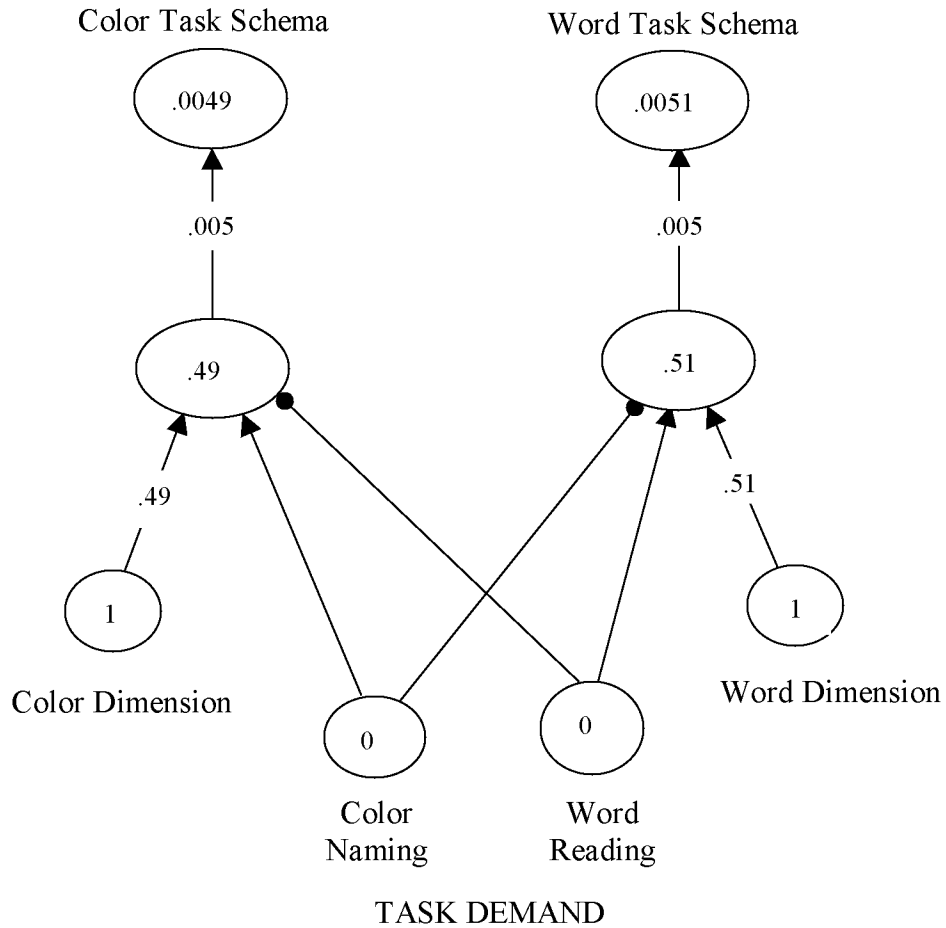 Color Task Schema
Word Task Schema
.0049
.0051
.005
.005
.49
.51
.49
.51
1
1
Color Dimension
Word Dimension
0
0
Color
Naming
Word
Reading
TASK DEMAND